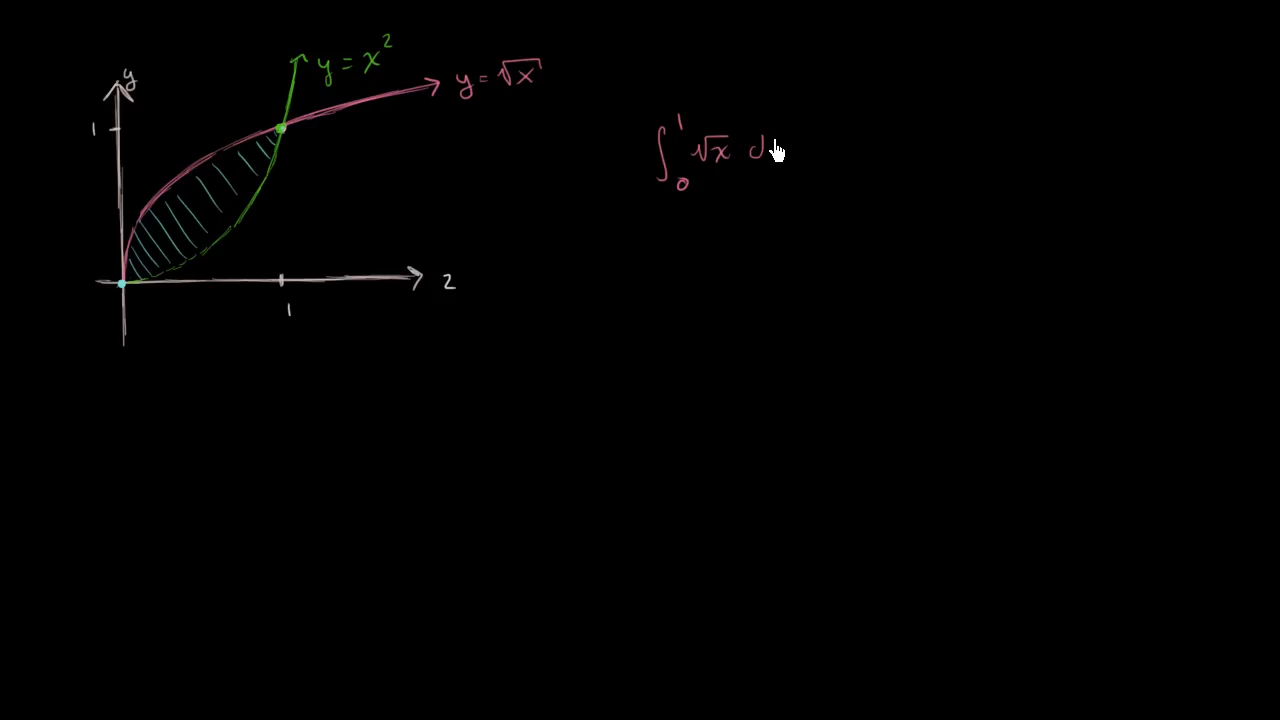 y
y = x²
y = √x
1
1
2
∫₀¹ √x d